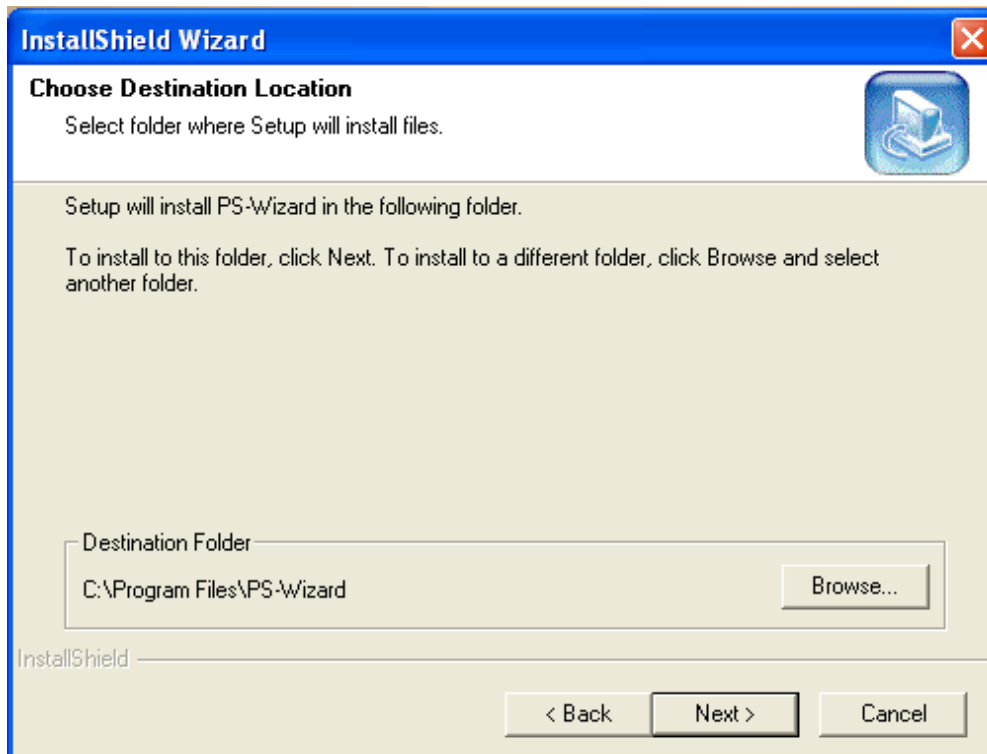 InstallShield Wizard
Choose Destination Location
Select folder where Setup will install files.
Setup will install PS-Wizard in the following folder.
To install to this folder, click Next. To install to a different folder, click Browse and select
another folder.
Destination Folder
C:\Program Files\PS-Wizard
Browse...
InstallShield
< Back
Next >
Cancel